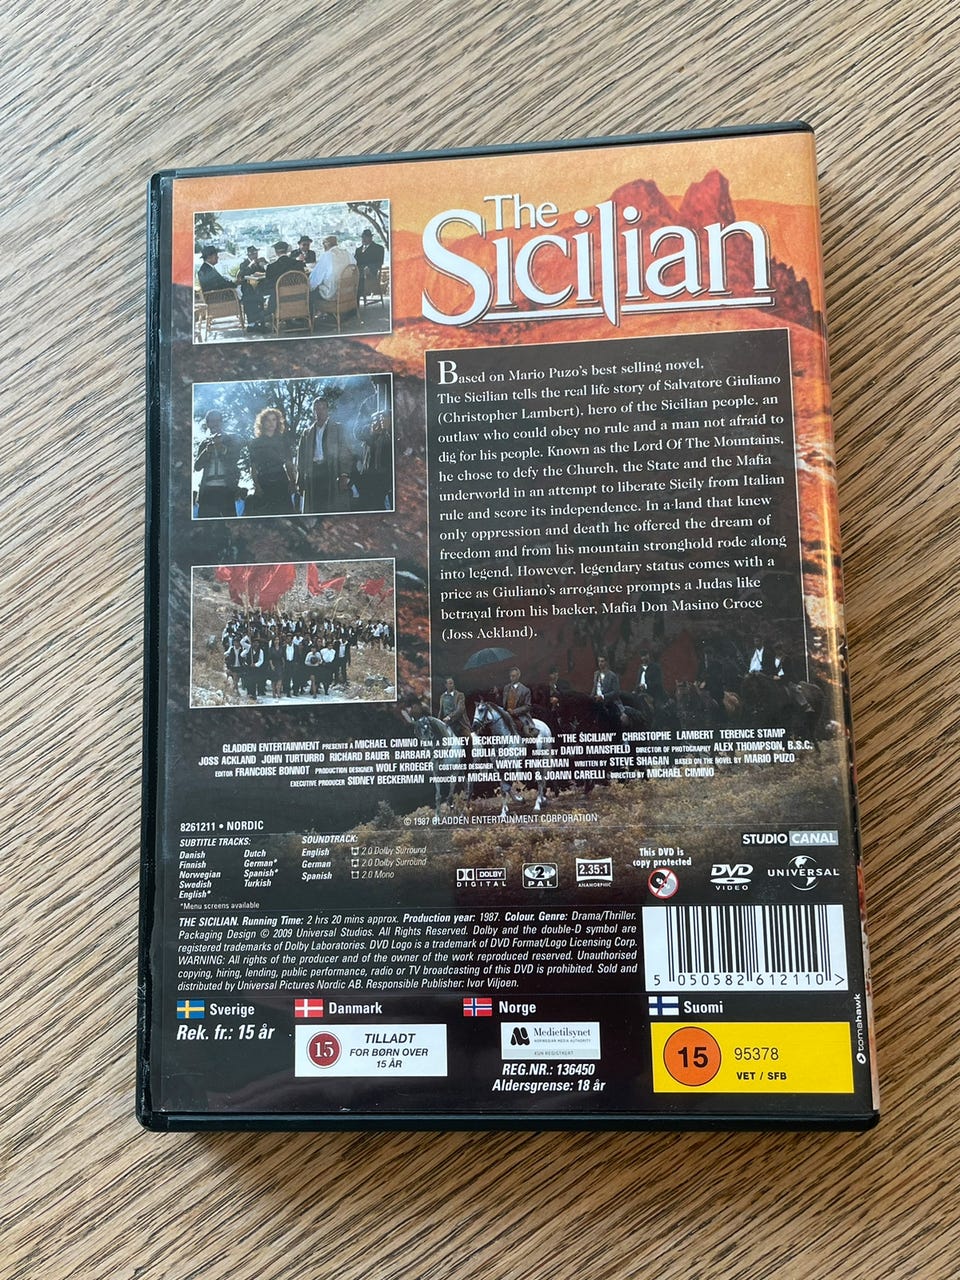 The
Sicilian
Based on Mario Puzo's best selling novel,
The Sicilian tells the real life story of Salvatore Giuliano
(Christopher Lambert), hero of the Sicilian people, an
outlaw who could obey no rule and a man not afraid to
dig for his people. Known as the Lord Of The Mountains,
he chose to defy the Church, the State and the Mafia
underworld in an attempt to liberate Sicily from Italian
rule and score its independence. In a land that knew
only oppression and death he offered the dream of
freedom and from his mountain stronghold rode along
into legend. However, legendary status comes with a
price as Giuliano's arrogance prompts a Judas like
betrayal from his backer, Mafia Don Masino Croce
(Joss Ackland).
GLADDEN ENTERTAINMENT PRESENTS A MICHAEL CIMINO FILM A SIDNEY BECKERMAN PRODUCTION "THE SICILIAN" CHRISTOPHE LAMBERT TERENCE STAMP
JOSS ACKLAND JOHN TURTURRO RICHARD BAUER BARBARA SUKOWA GIULIA BOSCHI MUSIC BY DAVID MANSFIELD DIRECTOR OF PHOTOGRAPHY ALEX THOMPSON, B.S.C.
EDITOR FRANCOISE BONNOT PRODUCTION DESIGNER WOLF KROEGER COSTUMES DESIGNER WAYNE FINKELMAN WRITTEN BY STEVE SHAGAN BASED ON THE NOVEL BY MARIO PUZO
EXECUTIVE PRODUCER SIDNEY BECKERMAN PRODUCED BY MICHAEL CIMINO & JOANN CARELLI DIRECTED BY MICHAEL CIMINO
© 1987 GLADDEN ENTERTAINMENT CORPORATION
8261211 • NORDIC
SUBTITLE TRACKS:
Danish Dutch
Finnish German*
Norwegian Spanish*
Swedish Turkish
English*
*Menu screens available
SOUNDTRACK:
English 2.0 Dolby Surround
German 2.0 Dolby Surround
Spanish 2.0 Mono
DOLBY
DIGITAL
2
PAL
2.35:1
ANAMORPHIC
This DVD is
copy protected
DVD
VIDEO
STUDIO CANAL
UNIVERSAL
THE SICILIAN. Running Time: 2 hrs 20 mins approx. Production year: 1987. Colour. Genre: Drama/Thriller.
Packaging Design © 2009 Universal Studios. All Rights Reserved. Dolby and the double-D symbol are
registered trademarks of Dolby Laboratories. DVD Logo is a trademark of DVD Format/Logo Licensing Corp.
WARNING: All rights of the producer and of the owner of the work reproduced reserved. Unauthorised
copying, hiring, lending, public performance, radio or TV broadcasting of this DVD is prohibited. Sold and
distributed by Universal Pictures Nordic AB. Responsible Publisher: Ivor Viljoen.
5 050582 612110 >
Sverige
Rek. fr.: 15 år
Danmark
15
TILLADT
FOR BØRN OVER
15 ÅR
Norge
Medietilsynet
NORWEGIAN MEDIA AUTHORITY
KUN REGISTRERT
REG.NR.: 136450
Aldersgrense: 18 år
Suomi
15
95378
VET / SFB
tomahawk